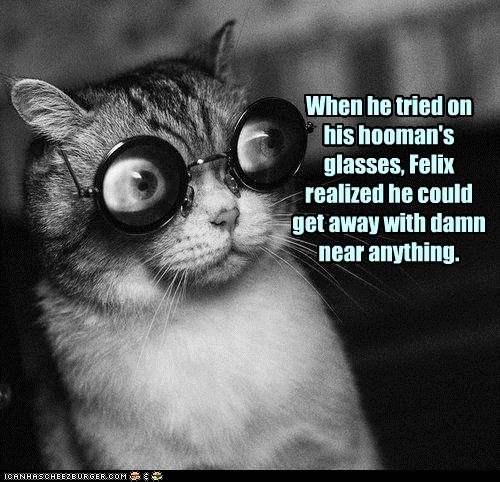 When he tried on
his hooman's
glasses, Felix
realized he could
get away with damn
near anything.
ICANHASCHEEZBURGER.COM